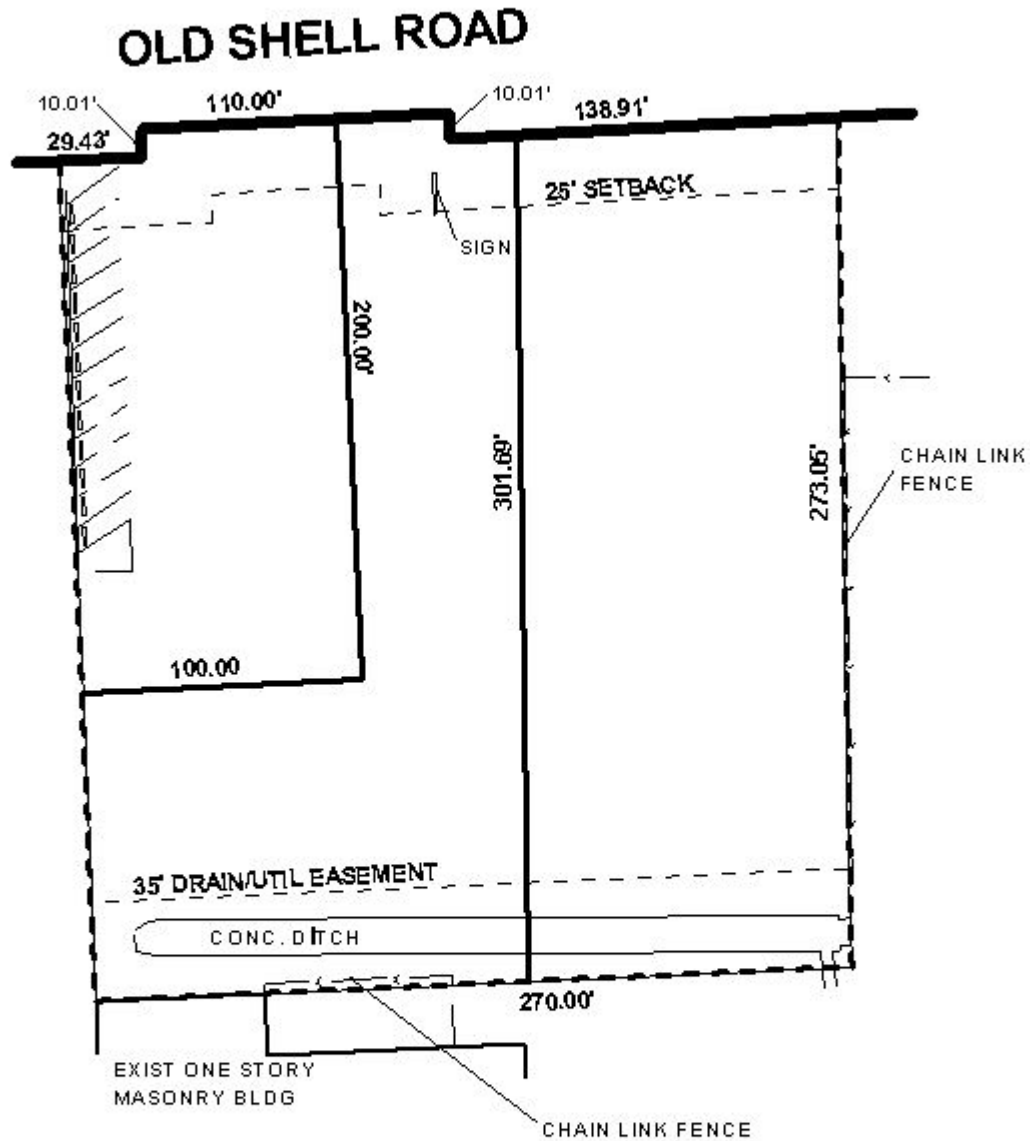 OLD SHELL ROAD
10.01'
110.00'
10.01'
138.91'
29.43'
25' SETBACK
SIGN
200.00'
301.69'
273.05'
CHAIN LINK
FENCE
100.00
35' DRAIN/UTIL EASEMENT
CONC. DITCH
270.00'
EXIST ONE STORY
MASONRY BLDG
CHAIN LINK FENCE